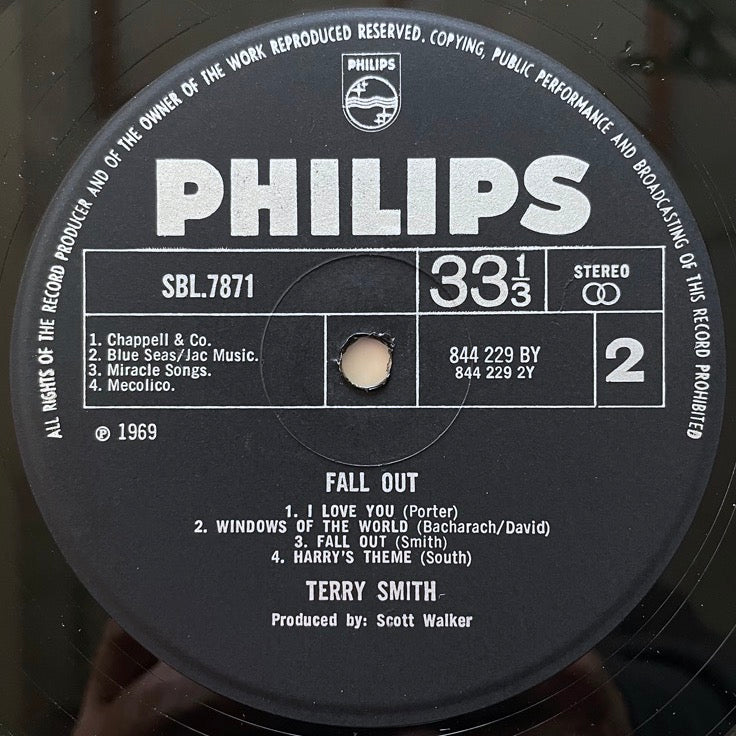 ALL RIGHTS OF THE RECORD PRODUCER AND OF THE OWNER OF THE WORK REPRODUCED RESERVED. COPYING, PUBLIC PERFORMANCE AND BROADCASTING OF THIS RECORD PROHIBITED
PHILIPS
PHILIPS
SBL.7871
33 1/3
STEREO
1. Chappell & Co.
2. Blue Seas/Jac Music.
3. Miracle Songs.
4. Mecolico.
844 229 BY
844 229 2Y
2
℗ 1969
FALL OUT
1. I LOVE YOU (Porter)
2. WINDOWS OF THE WORLD (Bacharach/David)
3. FALL OUT (Smith)
4. HARRY'S THEME (South)
TERRY SMITH
Produced by: Scott Walker